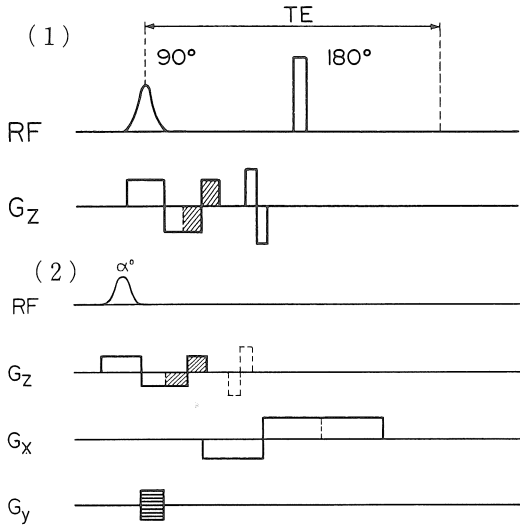 TE
(1)
90° 180°
RF
Gz
(2)
α°
RF
Gz
Gx
Gy